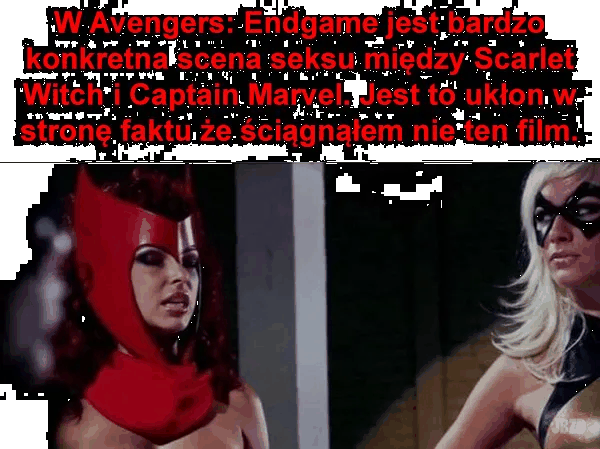 W Avengers: Endgame jest bardzo
konkretna scena seksu między Scarlet
Witch i Captain Marvel. Jest to ukłon w
stronę faktu że ściągnąłem nie ten film.